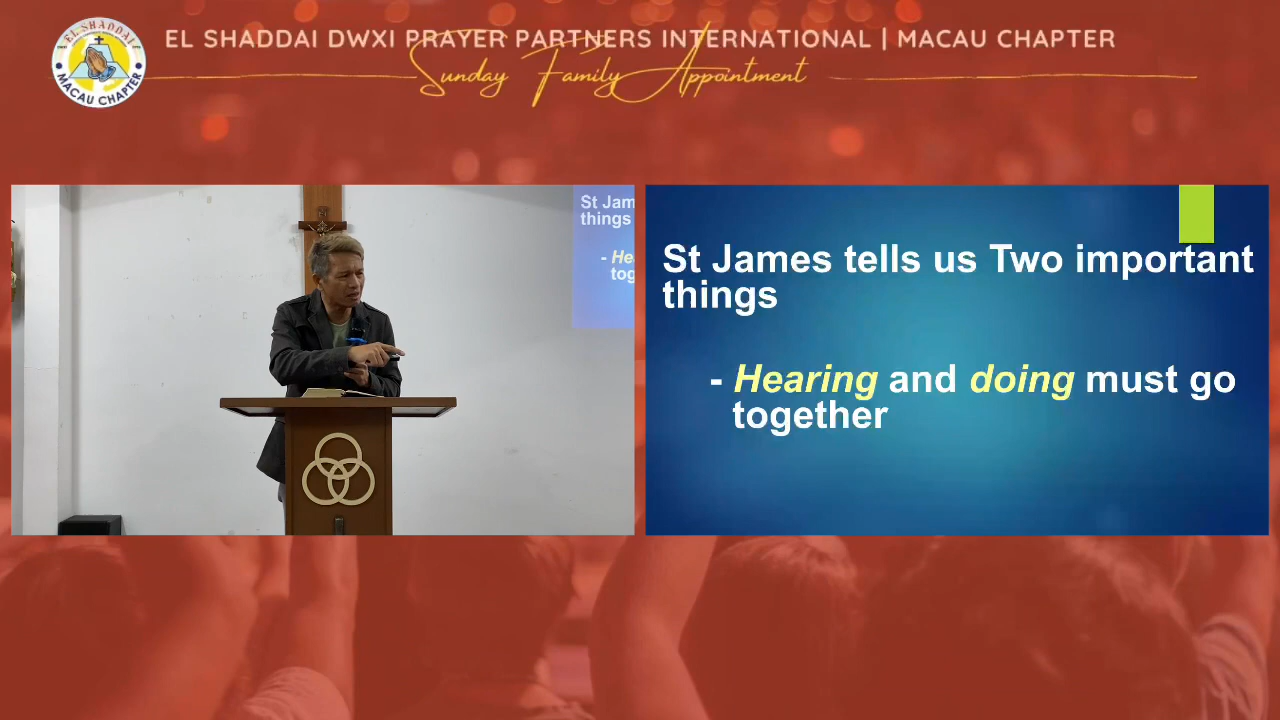 EL SHADDAI DWXI PRAYER PARTNERS INTERNATIONAL | MACAU CHAPTER
Sunday Family Appointment
EL SHADDAI
MACAU CHAPTER
St Jam
things
- He
tog
St James tells us Two important
things
- Hearing and doing must go
together